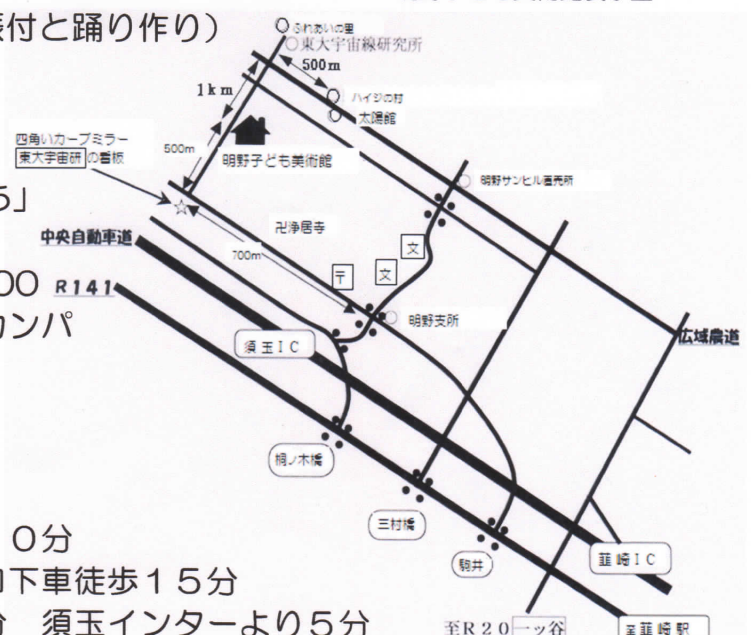 振付と踊り作り）
ふれあいの里
東大宇宙線研究所
500m
1km
ハイジの村
太陽館
四角いカーブミラー
東大宇宙研の看板
500m
明野子ども美術館
明野サンヒル直売所
卍浄居寺
文
中央自動車道
700m
〒
文
00
R141
カンパ
明野支所
広域農道
須玉IC
桐ノ木橋
三村橋
駒井
韮崎IC
0分
下車徒歩15分
須玉インターより5分
至R20一ッ谷
至韮崎駅